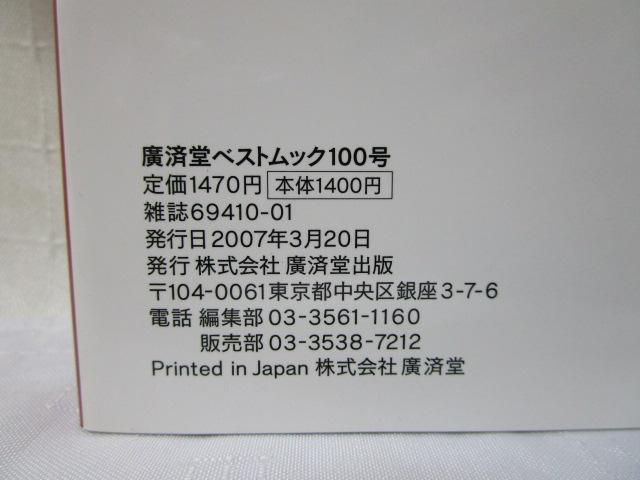 廣済堂ベストムック100号
定価1470円 本体1400円
雑誌69410-01
発行日2007年3月20日
発行 株式会社 廣済堂出版
〒104-0061東京都中央区銀座3-7-6
電話 編集部 03-3561-1160
販売部 03-3538-7212
Printed in Japan 株式会社廣済堂